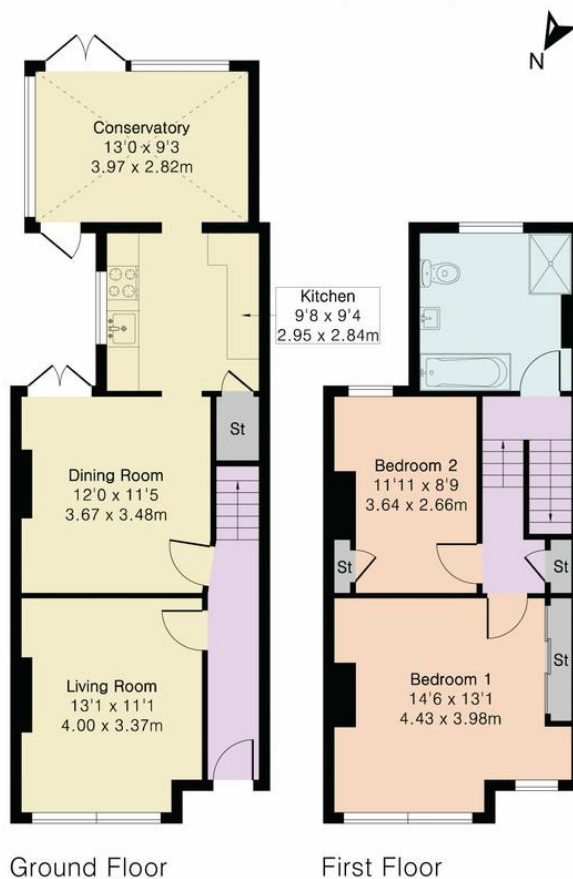 N
Conservatory
13'0 x 9'3
3.97 x 2.82m
Kitchen
9'8 x 9'4
2.95 x 2.84m
St
Dining Room
12'0 x 11'5
3.67 x 3.48m
Living Room
13'1 x 11'1
4.00 x 3.37m
Bedroom 2
11'11 x 8'9
3.64 x 2.66m
St
St
St
Bedroom 1
14'6 x 13'1
4.43 x 3.98m
Ground Floor
First Floor